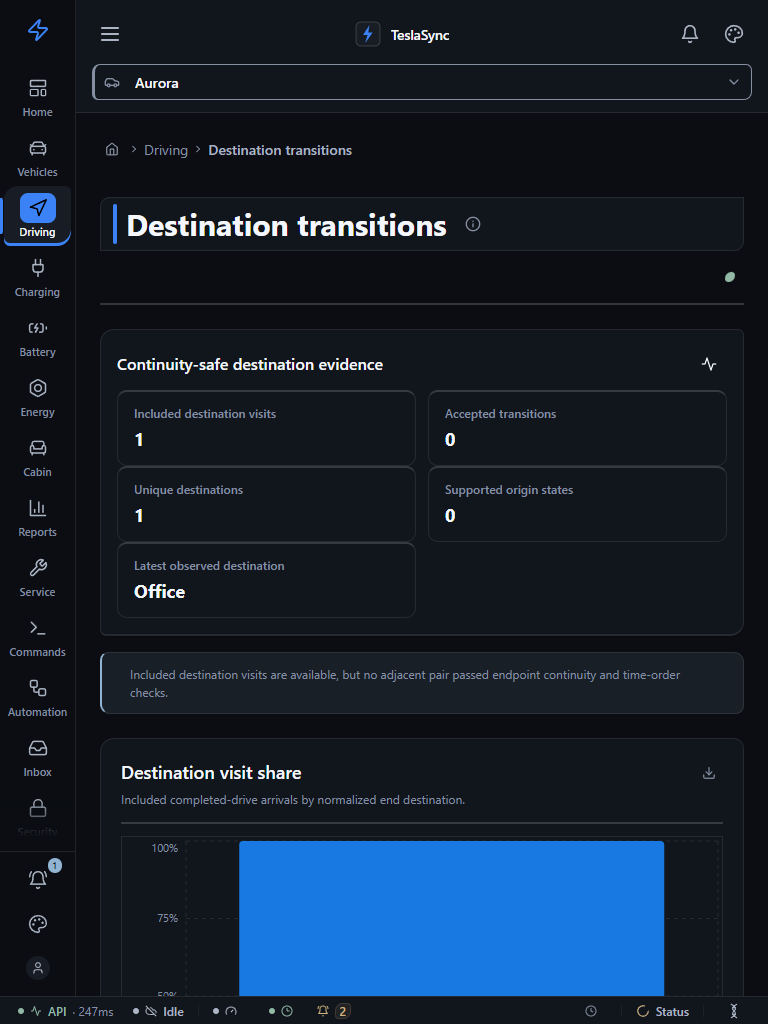 TeslaSync
Aurora
Home
Vehicles
Driving
Charging
Battery
Energy
Cabin
Reports
Service
Commands
Automation
Inbox
Security
1
Driving
Destination transitions
Destination transitions
Continuity-safe destination evidence
Included destination visits
1
Accepted transitions
0
Unique destinations
1
Supported origin states
0
Latest observed destination
Office
Included destination visits are available, but no adjacent pair passed endpoint continuity and time-order
checks.
Destination visit share
Included completed-drive arrivals by normalized end destination.
100%
75%
50%
API · 247ms
Idle
2
Status